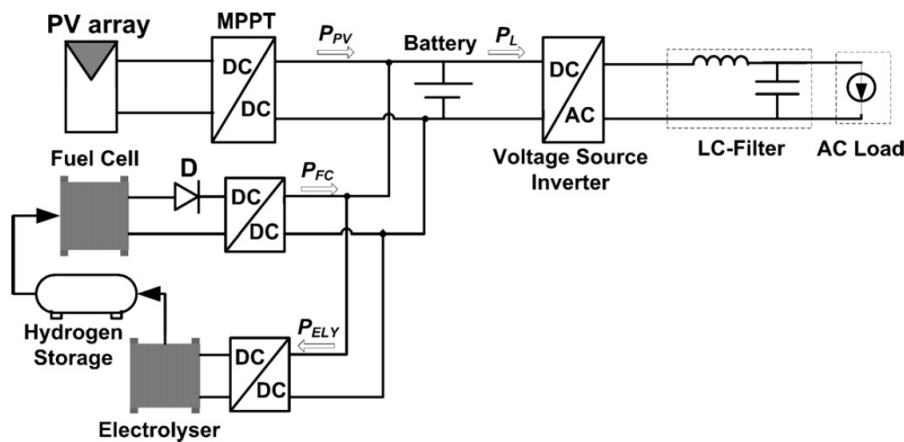 PV array
MPPT
DC
DC
P_PV
Battery
P_L
DC
AC
Voltage Source
Inverter
LC-Filter
AC Load
Fuel Cell
D
DC
DC
P_FC
Hydrogen
Storage
P_ELY
DC
DC
Electrolyser